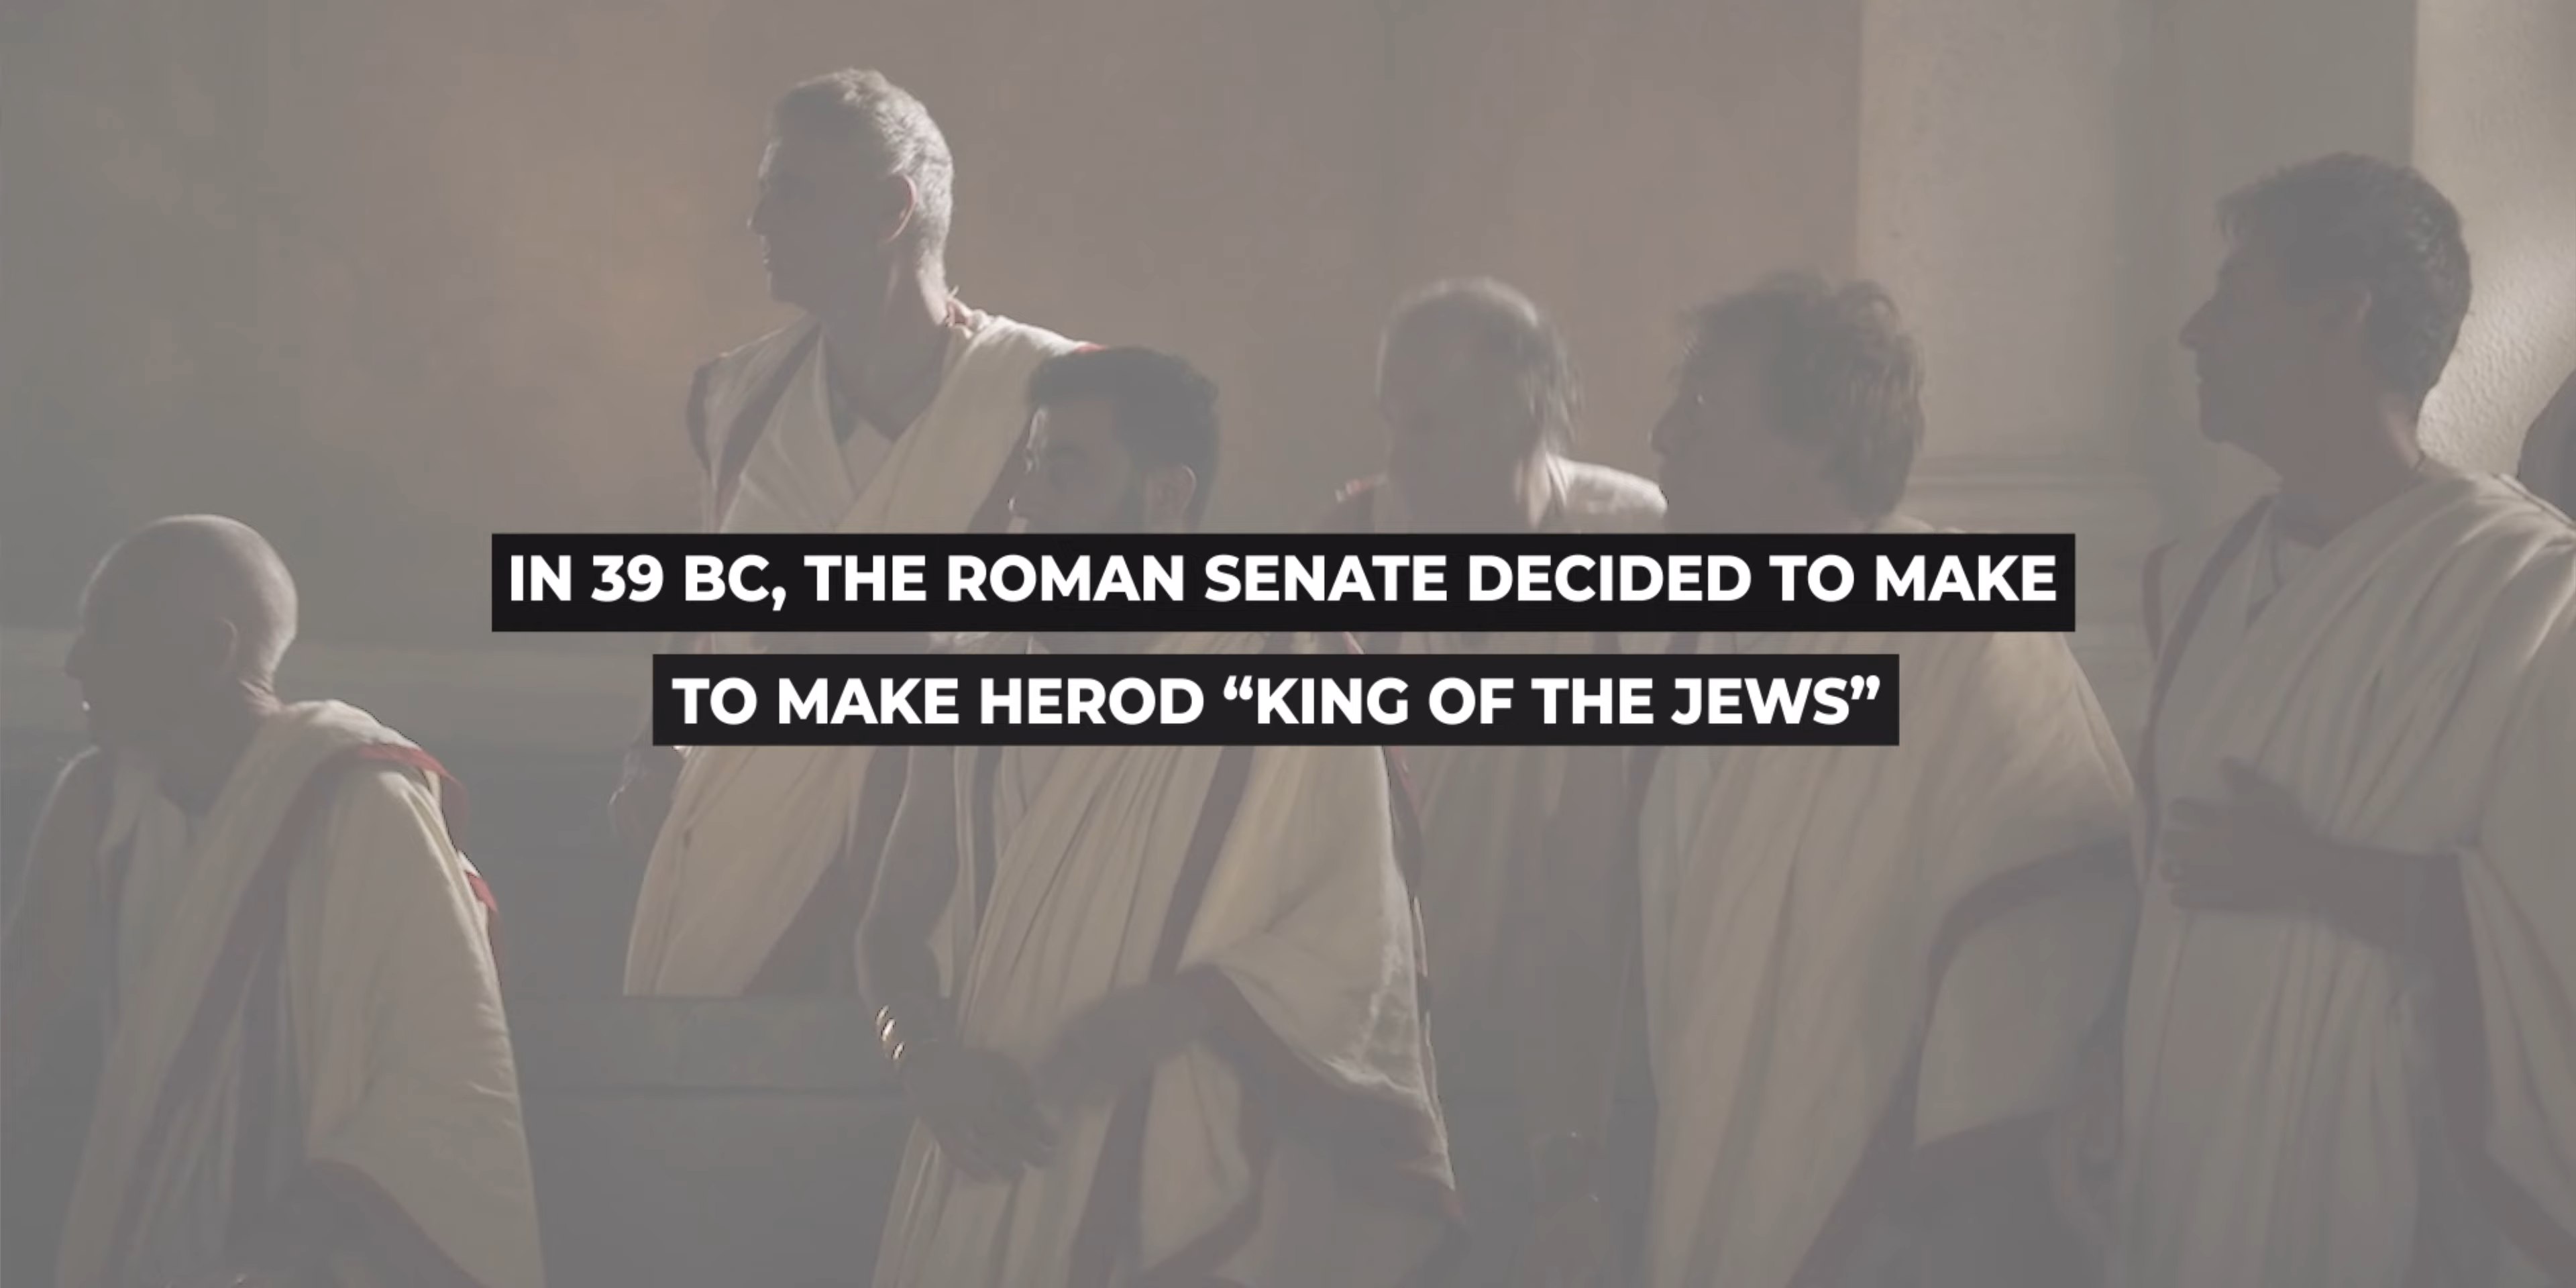 IN 39 BC, THE ROMAN SENATE DECIDED TO MAKE
TO MAKE HEROD “KING OF THE JEWS”